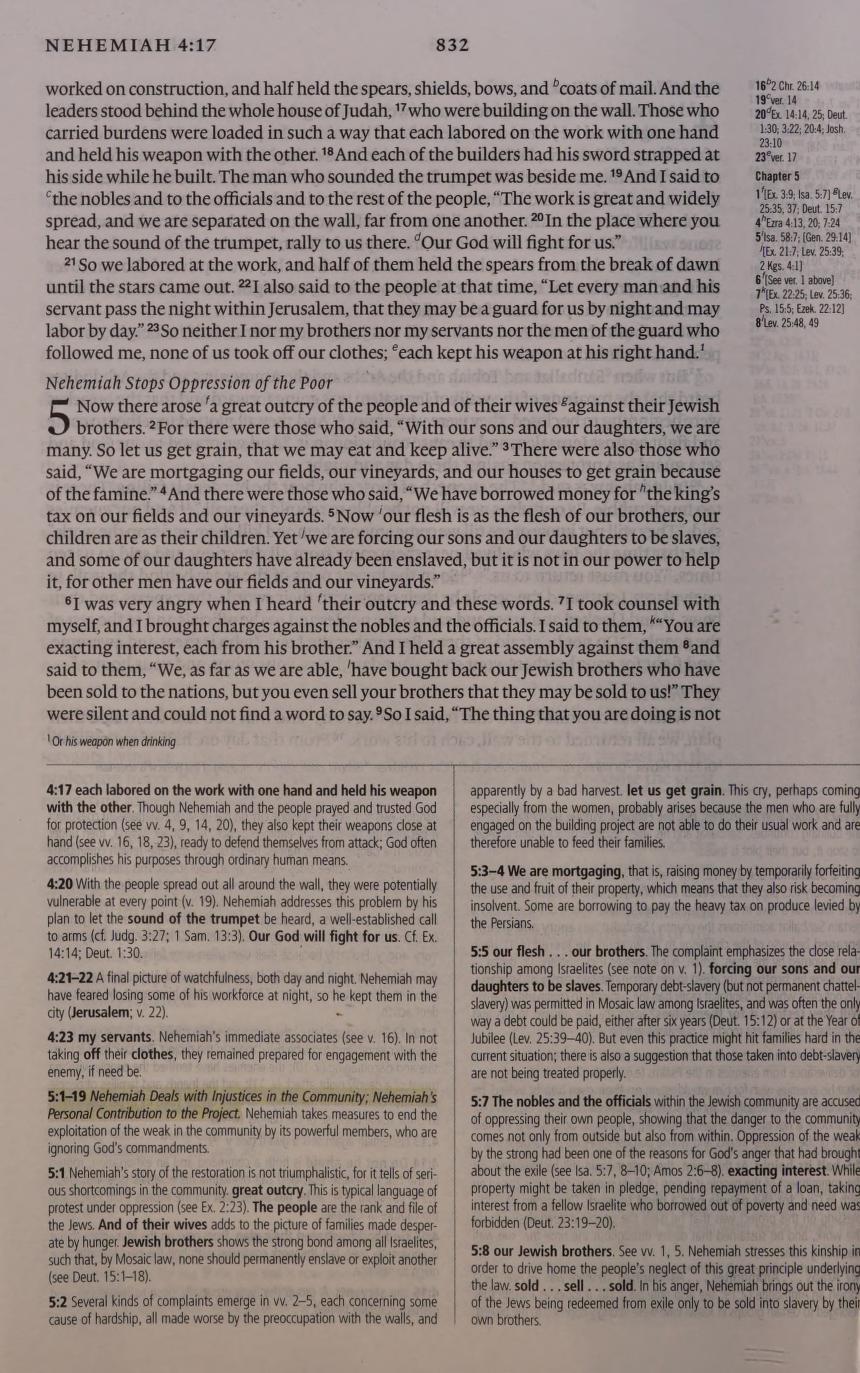 NEHEMIAH 4:17
832
worked on construction, and half held the spears, shields, bows, and ᵇcoats of mail. And the
leaders stood behind the whole house of Judah, ¹⁷who were building on the wall. Those who
carried burdens were loaded in such a way that each labored on the work with one hand
and held his weapon with the other. ¹⁸And each of the builders had his sword strapped at
his side while he built. The man who sounded the trumpet was beside me. ¹⁹And I said to
ᶜthe nobles and to the officials and to the rest of the people, “The work is great and widely
spread, and we are separated on the wall, far from one another. ²⁰In the place where you
hear the sound of the trumpet, rally to us there. ᵈOur God will fight for us.”
²¹So we labored at the work, and half of them held the spears from the break of dawn
until the stars came out. ²²I also said to the people at that time, “Let every man and his
servant pass the night within Jerusalem, that they may be a guard for us by night and may
labor by day.” ²³So neither I nor my brothers nor my servants nor the men of the guard who
followed me, none of us took off our clothes; ᵉeach kept his weapon at his right hand.¹
Nehemiah Stops Oppression of the Poor
5 Now there arose ᶠa great outcry of the people and of their wives ᵍagainst their Jewish
brothers. ²For there were those who said, “With our sons and our daughters, we are
many. So let us get grain, that we may eat and keep alive.” ³There were also those who
said, “We are mortgaging our fields, our vineyards, and our houses to get grain because
of the famine.” ⁴And there were those who said, “We have borrowed money for ʰthe king’s
tax on our fields and our vineyards. ⁵Now ⁱour flesh is as the flesh of our brothers, our
children are as their children. Yet ʲwe are forcing our sons and our daughters to be slaves,
and some of our daughters have already been enslaved, but it is not in our power to help
it, for other men have our fields and our vineyards.”
⁶I was very angry when I heard ᶠtheir outcry and these words. ⁷I took counsel with
myself, and I brought charges against the nobles and the officials. I said to them, ᵏ“You are
exacting interest, each from his brother.” And I held a great assembly against them ⁸and
said to them, “We, as far as we are able, ˡhave bought back our Jewish brothers who have
been sold to the nations, but you even sell your brothers that they may be sold to us!” They
were silent and could not find a word to say. ⁹So I said, “The thing that you are doing is not
¹ Or his weapon when drinking
16ᵇ2 Chr. 26:14
19ᶜver. 14
20ᵈEx. 14:14, 25; Deut.
1:30; 3:22; 20:4; Josh.
23:10
23ᵉver. 17
Chapter 5
1ᶠ[Ex. 3:9; Isa. 5:7] ᵍLev.
25:35, 37; Deut. 15:7
4ʰEzra 4:13, 20; 7:24
5ⁱIsa. 58:7; [Gen. 29:14]
ʲ[Ex. 21:7; Lev. 25:39;
2 Kgs. 4:1]
6ᶠ[See ver. 1 above]
7ᵏ[Ex. 22:25; Lev. 25:36;
Ps. 15:5; Ezek. 22:12]
8ˡLev. 25:48, 49
4:17 each labored on the work with one hand and held his weapon
with the other. Though Nehemiah and the people prayed and trusted God
for protection (see vv. 4, 9, 14, 20), they also kept their weapons close at
hand (see vv. 16, 18, 23), ready to defend themselves from attack; God often
accomplishes his purposes through ordinary human means.
4:20 With the people spread out all around the wall, they were potentially
vulnerable at every point (v. 19). Nehemiah addresses this problem by his
plan to let the sound of the trumpet be heard, a well-established call
to arms (cf. Judg. 3:27; 1 Sam. 13:3). Our God will fight for us. Cf. Ex.
14:14; Deut. 1:30.
4:21–22 A final picture of watchfulness, both day and night. Nehemiah may
have feared losing some of his workforce at night, so he kept them in the
city (Jerusalem; v. 22).
4:23 my servants. Nehemiah’s immediate associates (see v. 16). In not
taking off their clothes, they remained prepared for engagement with the
enemy, if need be.
5:1–19 Nehemiah Deals with Injustices in the Community; Nehemiah’s
Personal Contribution to the Project. Nehemiah takes measures to end the
exploitation of the weak in the community by its powerful members, who are
ignoring God’s commandments.
5:1 Nehemiah’s story of the restoration is not triumphalistic, for it tells of seri-
ous shortcomings in the community. great outcry. This is typical language of
protest under oppression (see Ex. 2:23). The people are the rank and file of
the Jews. And of their wives adds to the picture of families made desper-
ate by hunger. Jewish brothers shows the strong bond among all Israelites,
such that, by Mosaic law, none should permanently enslave or exploit another
(see Deut. 15:1–18).
5:2 Several kinds of complaints emerge in vv. 2–5, each concerning some
cause of hardship, all made worse by the preoccupation with the walls, and
apparently by a bad harvest. let us get grain. This cry, perhaps coming
especially from the women, probably arises because the men who are fully
engaged on the building project are not able to do their usual work and are
therefore unable to feed their families.
5:3–4 We are mortgaging, that is, raising money by temporarily forfeiting
the use and fruit of their property, which means that they also risk becoming
insolvent. Some are borrowing to pay the heavy tax on produce levied by
the Persians.
5:5 our flesh . . . our brothers. The complaint emphasizes the close rela-
tionship among Israelites (see note on v. 1). forcing our sons and our
daughters to be slaves. Temporary debt-slavery (but not permanent chattel-
slavery) was permitted in Mosaic law among Israelites, and was often the only
way a debt could be paid, either after six years (Deut. 15:12) or at the Year of
Jubilee (Lev. 25:39–40). But even this practice might hit families hard in the
current situation; there is also a suggestion that those taken into debt-slavery
are not being treated properly.
5:7 The nobles and the officials within the Jewish community are accused
of oppressing their own people, showing that the danger to the community
comes not only from outside but also from within. Oppression of the weak
by the strong had been one of the reasons for God’s anger that had brought
about the exile (see Isa. 5:7, 8–10; Amos 2:6–8). exacting interest. While
property might be taken in pledge, pending repayment of a loan, taking
interest from a fellow Israelite who borrowed out of poverty and need was
forbidden (Deut. 23:19–20).
5:8 our Jewish brothers. See vv. 1, 5. Nehemiah stresses this kinship in
order to drive home the people’s neglect of this great principle underlying
the law. sold . . . sell . . . sold. In his anger, Nehemiah brings out the irony
of the Jews being redeemed from exile only to be sold into slavery by their
own brothers.